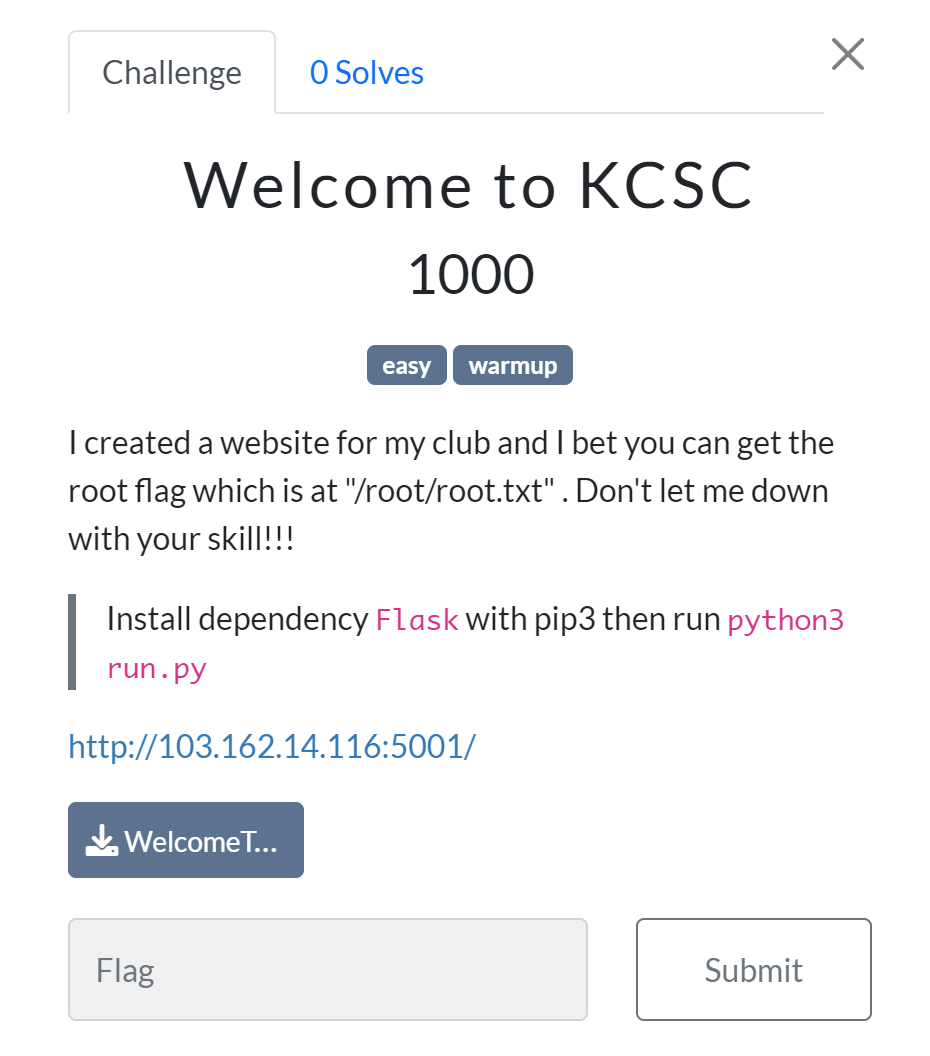 Challenge
0 Solves
Welcome to KCSC
1000
easy
warmup
I created a website for my club and I bet you can get the
root flag which is at "/root/root.txt" . Don't let me down
with your skill!!!
Install dependency Flask with pip3 then run python3
run.py
http://103.162.14.116:5001/
WelcomeT...
Flag
Submit